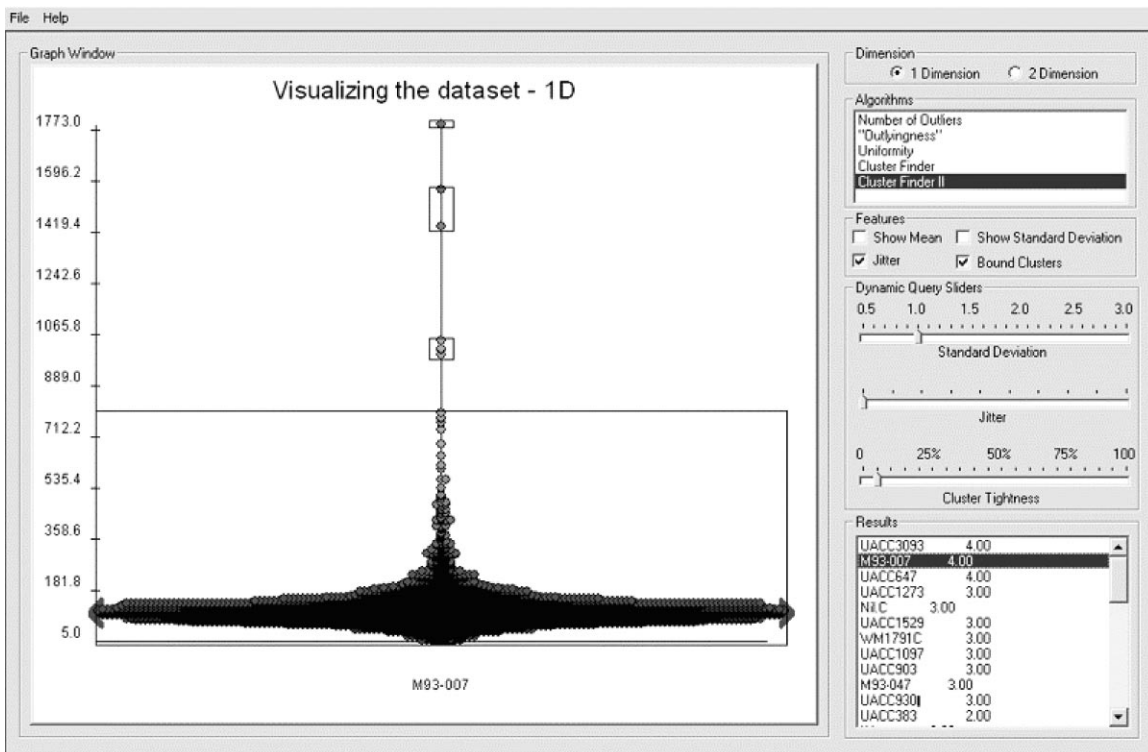 File Help
Graph Window
Visualizing the dataset - 1D
1773.0
1596.2
1419.4
1242.6
1065.8
889.0
712.2
535.4
358.6
181.8
5.0
M93-007
Dimension
1 Dimension 2 Dimension
Algorithms
Number of Outliers
"Outlyingness"
Uniformity
Cluster Finder
Cluster Finder II
Features
Show Mean Show Standard Deviation
Jitter Bound Clusters
Dynamic Query Sliders
0.5 1.0 1.5 2.0 2.5 3.0
Standard Deviation
Jitter
0 25% 50% 75% 100
Cluster Tightness
Results
UACC3093 4.00
M93-007 4.00
UACC647 4.00
UACC1273 3.00
Nil.C 3.00
UACC1529 3.00
WM1791C 3.00
UACC1097 3.00
UACC903 3.00
M93-047 3.00
UACC930 3.00
UACC383 2.00